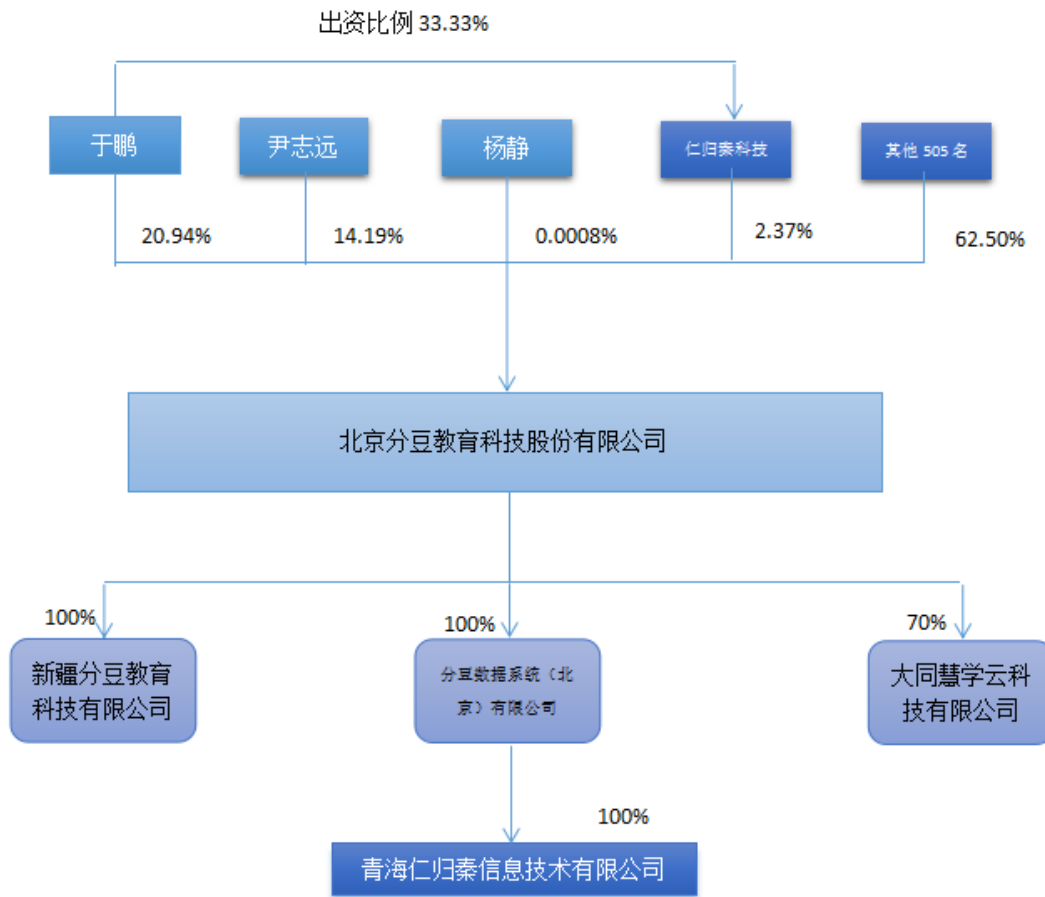 出资比例 33.33%
于鹏
尹志远
杨静
仁归秦科技
其他 505 名
20.94%
14.19%
0.0008%
2.37%
62.50%
北京分豆教育科技股份有限公司
100%
100%
70%
新疆分豆教育
科技有限公司
分豆数据系统（北
京）有限公司
大同慧学云科
技有限公司
100%
青海仁归秦信息技术有限公司